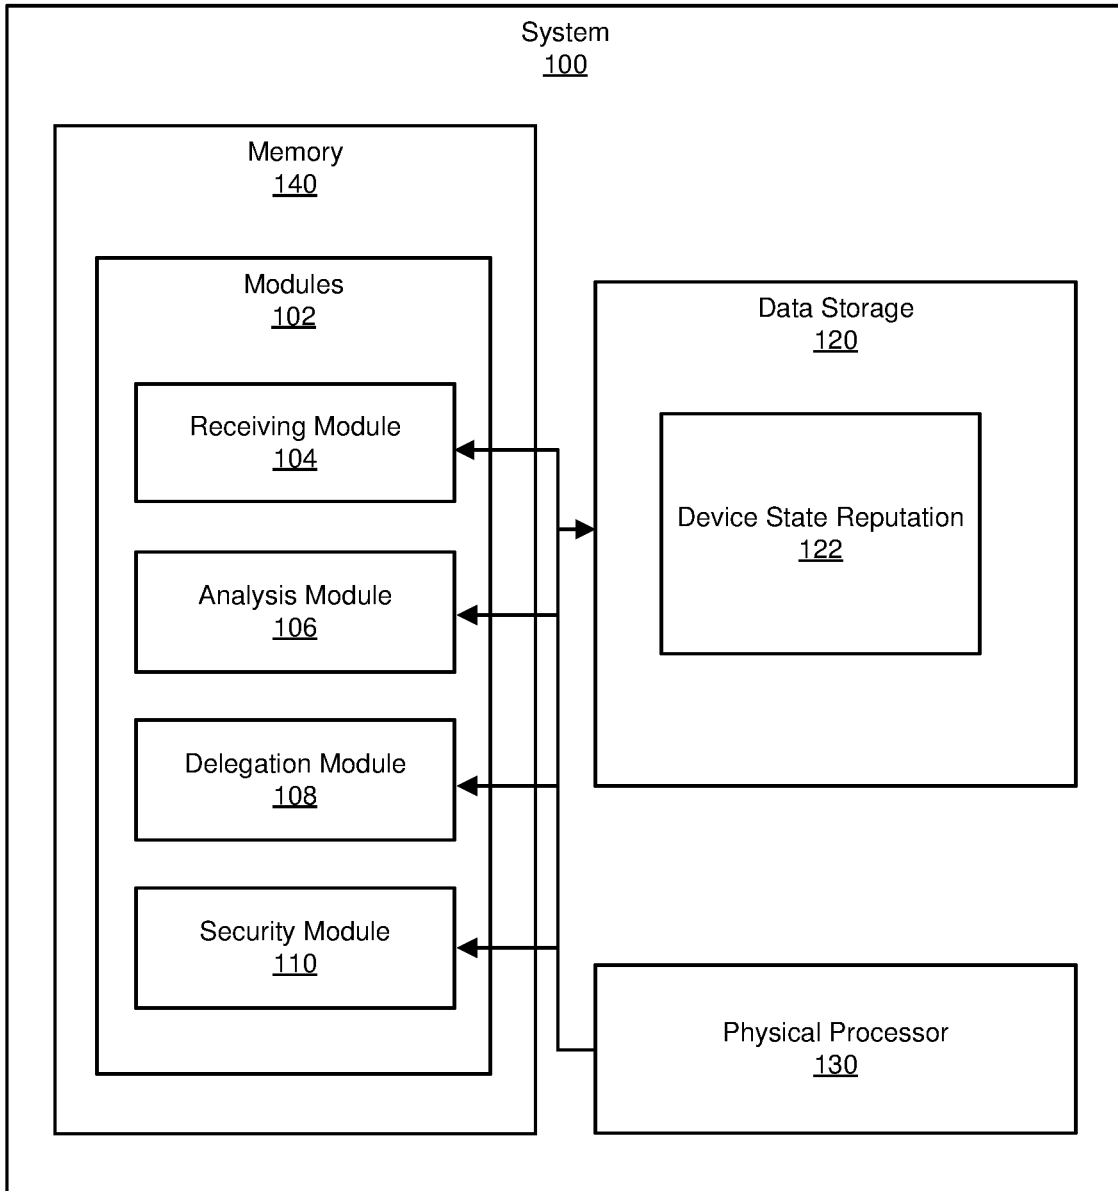 System
100
Memory
140
Modules
102
Receiving Module
104
Analysis Module
106
Delegation Module
108
Security Module
110
Data Storage
120
Device State Reputation
122
Physical Processor
130